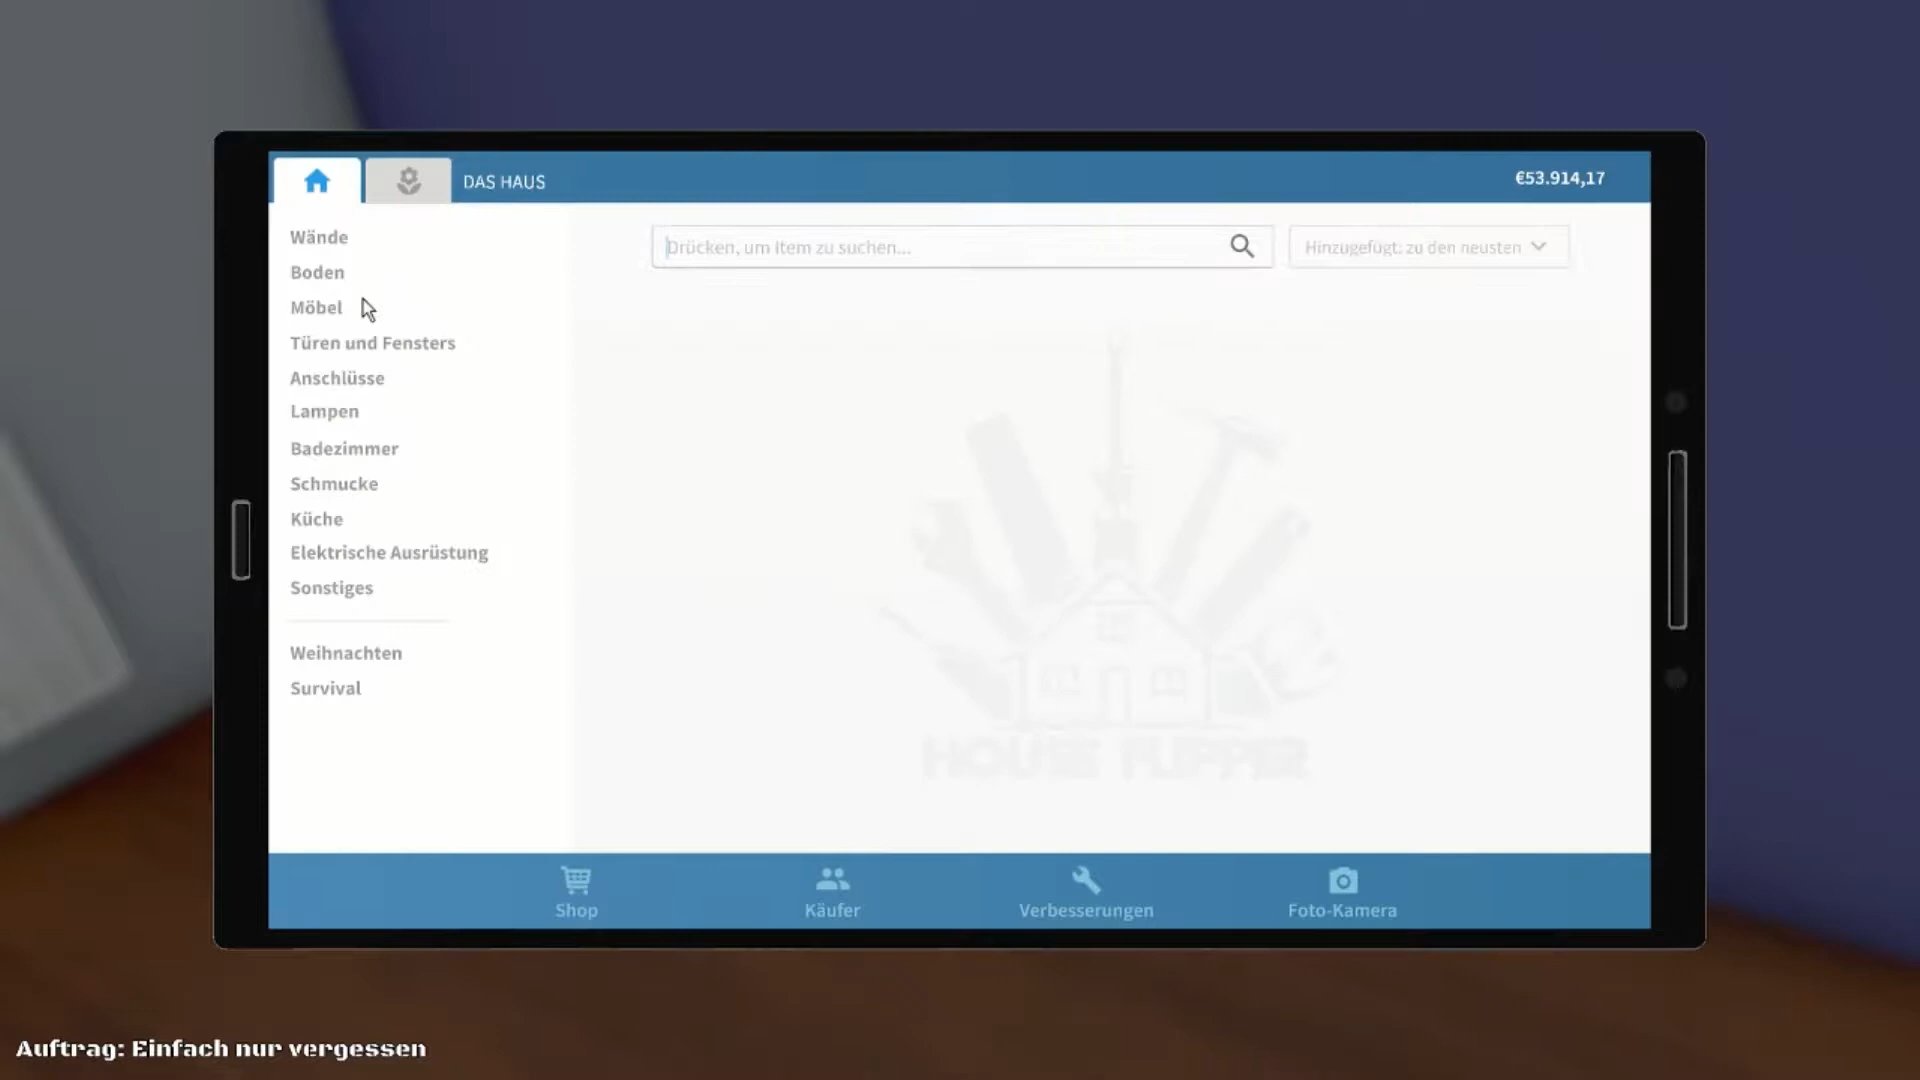 DAS HAUS
€53.914,17
Wände
Boden
Möbel
Türen und Fensters
Anschlüsse
Lampen
Badezimmer
Schmucke
Küche
Elektrische Ausrüstung
Sonstiges
Weihnachten
Survival
Drücken, um Item zu suchen...
Hinzugefügt: zu den neusten
HOUSE FLIPPER
Shop
Käufer
Verbesserungen
Foto-Kamera
Auftrag: Einfach nur vergessen